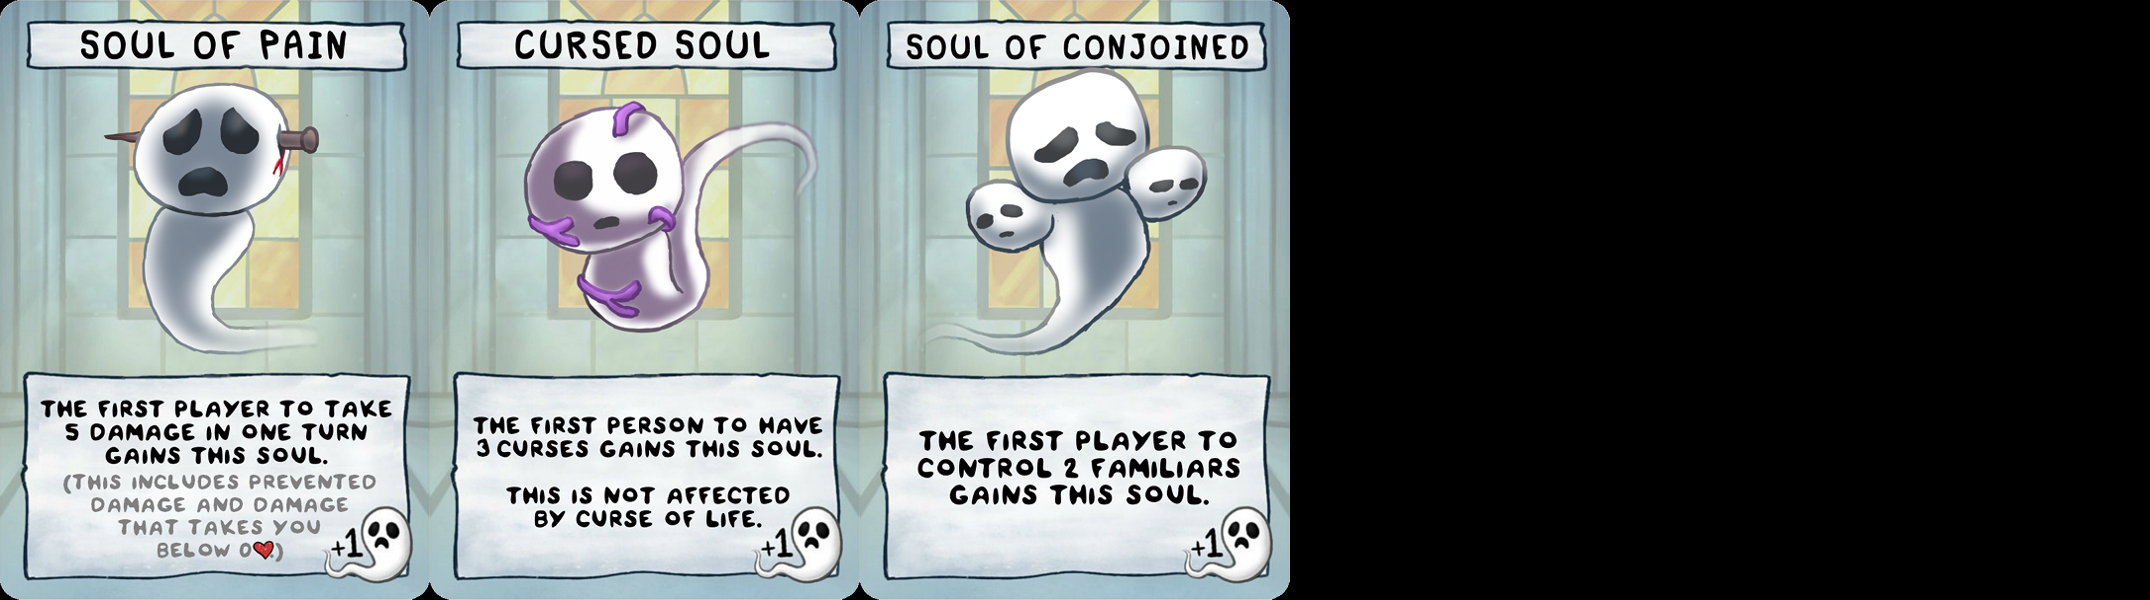 SOUL OF PAIN
THE FIRST PLAYER TO TAKE
5 DAMAGE IN ONE TURN
GAINS THIS SOUL.
(THIS INCLUDES PREVENTED
DAMAGE AND DAMAGE
THAT TAKES YOU
BELOW 0❤.)
+1
CURSED SOUL
THE FIRST PERSON TO HAVE
3 CURSES GAINS THIS SOUL.
THIS IS NOT AFFECTED
BY CURSE OF LIFE.
+1
SOUL OF CONJOINED
THE FIRST PLAYER TO
CONTROL 2 FAMILIARS
GAINS THIS SOUL.
+1